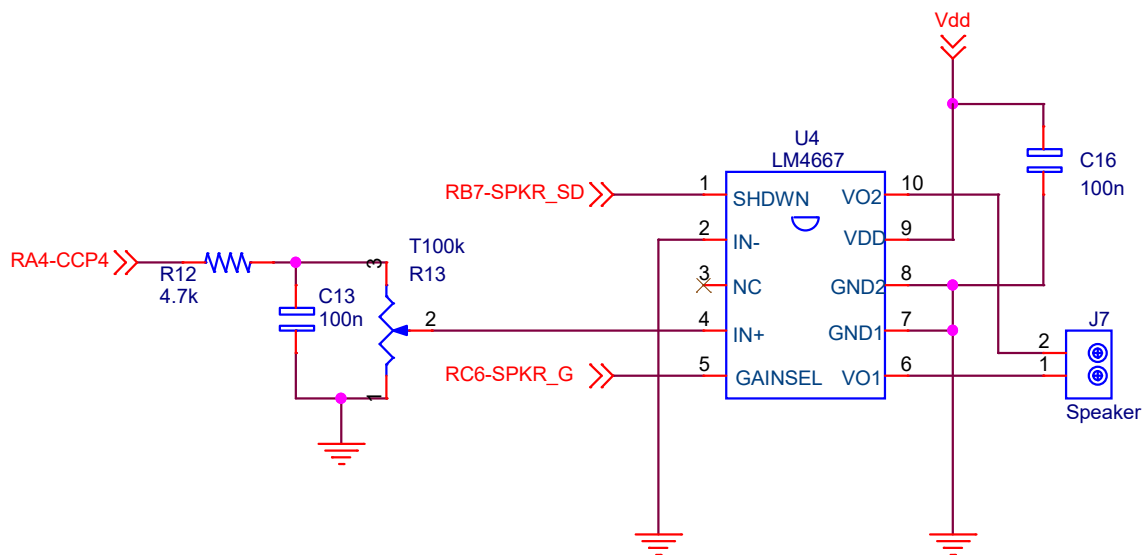 Vdd
U4
LM4667
C16
100n
RB7-SPKR_SD
1
SHDWN
VO2
10
2
IN-
VDD
9
T100k
R13
RA4-CCP4
R12
4.7k
3
C13
100n
3
NC
GND2
8
2
4
IN+
GND1
7
J7
2
1
RC6-SPKR_G
5
GAINSEL
VO1
6
1
Speaker